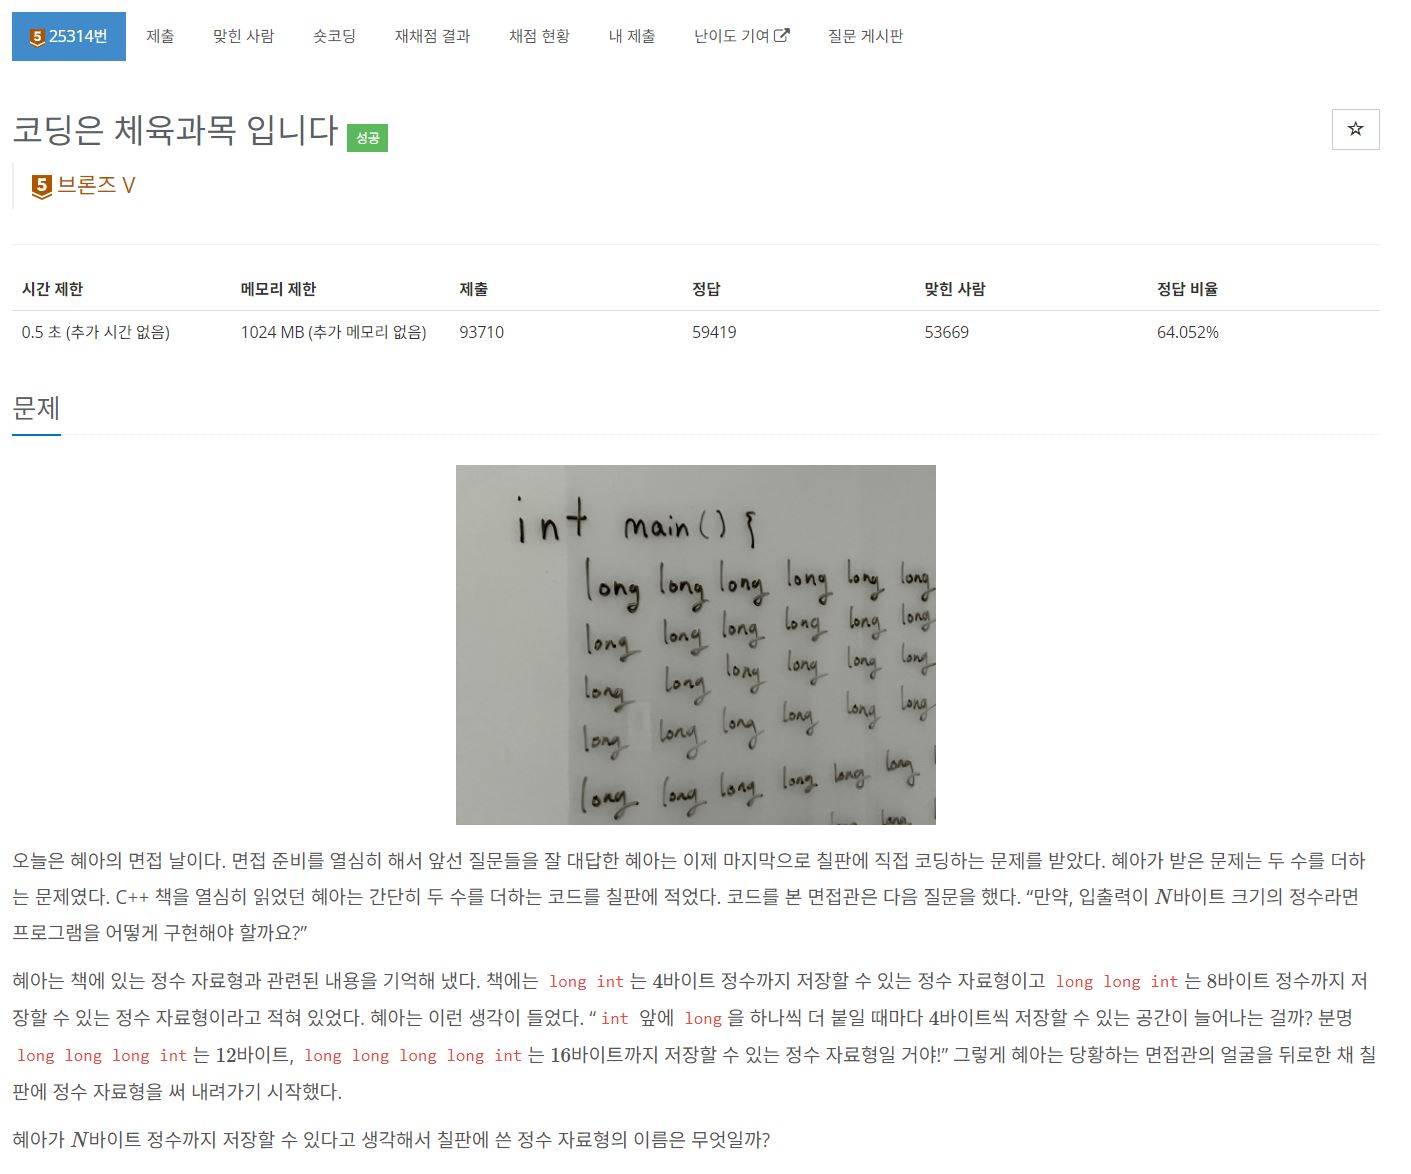 5 25314번 제출 맞힌 사람 숏코딩 재채점 결과 채점 현황 내 제출 난이도 기여 질문 게시판
코딩은 체육과목 입니다 성공
5 브론즈 V
시간 제한 메모리 제한 제출 정답 맞힌 사람 정답 비율
0.5 초 (추가 시간 없음) 1024 MB (추가 메모리 없음) 93710 59419 53669 64.052%
문제
int main() {
long long long long long long
long long long long long long
long long long long long long
long long long long long long
long long long long long long
long long
오늘은 혜아의 면접 날이다. 면접 준비를 열심히 해서 앞선 질문들을 잘 대답한 혜아는 이제 마지막으로 칠판에 직접 코딩하는 문제를 받았다. 혜아가 받은 문제는 두 수를 더하
는 문제였다. C++ 책을 열심히 읽었던 혜아는 간단히 두 수를 더하는 코드를 칠판에 적었다. 코드를 본 면접관은 다음 질문을 했다. “만약, 입출력이 N바이트 크기의 정수라면
프로그램을 어떻게 구현해야 할까요?”
혜아는 책에 있는 정수 자료형과 관련된 내용을 기억해 냈다. 책에는 long int 는 4바이트 정수까지 저장할 수 있는 정수 자료형이고 long long int 는 8바이트 정수까지 저
장할 수 있는 정수 자료형이라고 적혀 있었다. 혜아는 이런 생각이 들었다. “ int 앞에 long 을 하나씩 더 붙일 때마다 4바이트씩 저장할 수 있는 공간이 늘어나는 걸까? 분명
long long long int 는 12바이트, long long long long int 는 16바이트까지 저장할 수 있는 정수 자료형일 거야!” 그렇게 혜아는 당황하는 면접관의 얼굴을 뒤로한 채 칠
판에 정수 자료형을 써 내려가기 시작했다.
혜아가 N바이트 정수까지 저장할 수 있다고 생각해서 칠판에 쓴 정수 자료형의 이름은 무엇일까?